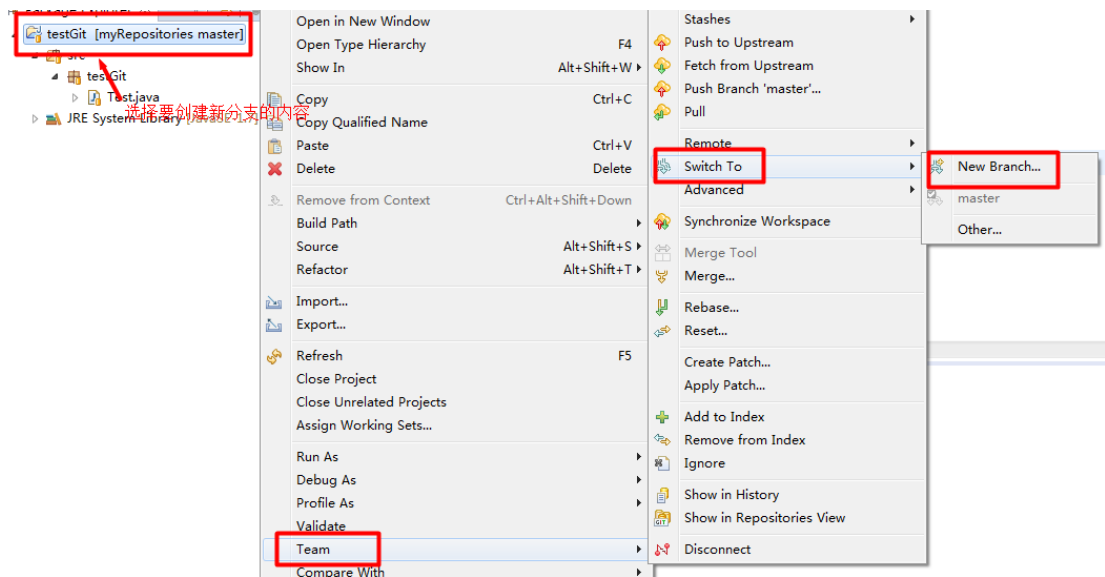 testGit [myRepositories master]
src
testGit
Test.java
选择要创建新分支的内容
JRE System Library
Open in New Window
Open Type Hierarchy F4
Show In Alt+Shift+W
Copy Ctrl+C
Copy Qualified Name
Paste Ctrl+V
Delete Delete
Remove from Context Ctrl+Alt+Shift+Down
Build Path
Source Alt+Shift+S
Refactor Alt+Shift+T
Import...
Export...
Refresh F5
Close Project
Close Unrelated Projects
Assign Working Sets...
Run As
Debug As
Profile As
Validate
Team
Compare With
Stashes
Push to Upstream
Fetch from Upstream
Push Branch 'master'...
Pull
Remote
Switch To
Advanced
Synchronize Workspace
Merge Tool
Merge...
Rebase...
Reset...
Create Patch...
Apply Patch...
Add to Index
Remove from Index
Ignore
Show in History
Show in Repositories View
Disconnect
New Branch...
master
Other...